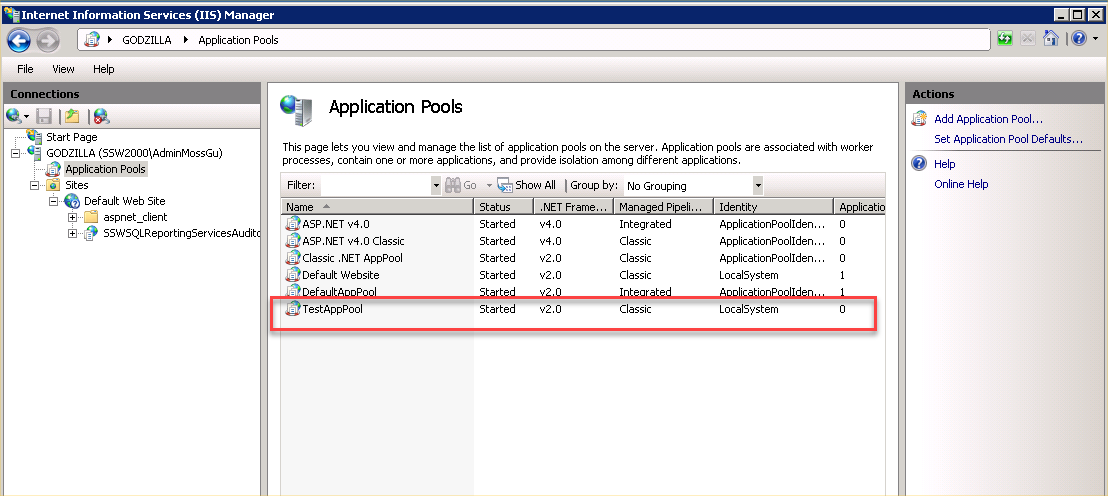 Internet Information Services (IIS) Manager
GODZILLA Application Pools
File View Help
Connections
Start Page
GODZILLA (SSW2000\AdminMossGu)
Application Pools
Sites
Default Web Site
aspnet_client
SSWSQLReportingServicesAudito
Application Pools
This page lets you view and manage the list of application pools on the server. Application pools are associated with worker
processes, contain one or more applications, and provide isolation among different applications.
Filter: Go Show All Group by: No Grouping
Name Status .NET Frame... Managed Pipeli... Identity Applicatio
ASP.NET v4.0 Started v4.0 Integrated ApplicationPoolIden... 0
ASP.NET v4.0 Classic Started v4.0 Classic ApplicationPoolIden... 0
Classic .NET AppPool Started v2.0 Classic ApplicationPoolIden... 0
Default Website Started v2.0 Classic LocalSystem 1
DefaultAppPool Started v2.0 Integrated ApplicationPoolIden... 1
TestAppPool Started v2.0 Classic LocalSystem 0
Actions
Add Application Pool...
Set Application Pool Defaults...
Help
Online Help